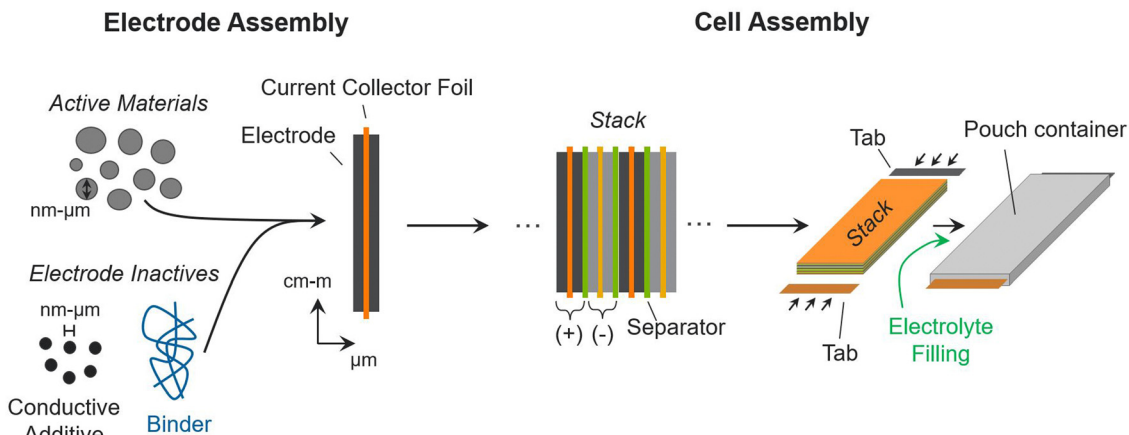 Electrode Assembly
Cell Assembly
Active Materials
nm-µm
Electrode Inactives
nm-µm
Conductive
Additive
Binder
Current Collector Foil
Electrode
cm-m
µm
Stack
...
...
(+) (-)
Separator
Tab
Stack
Tab
Pouch container
Electrolyte
Filling